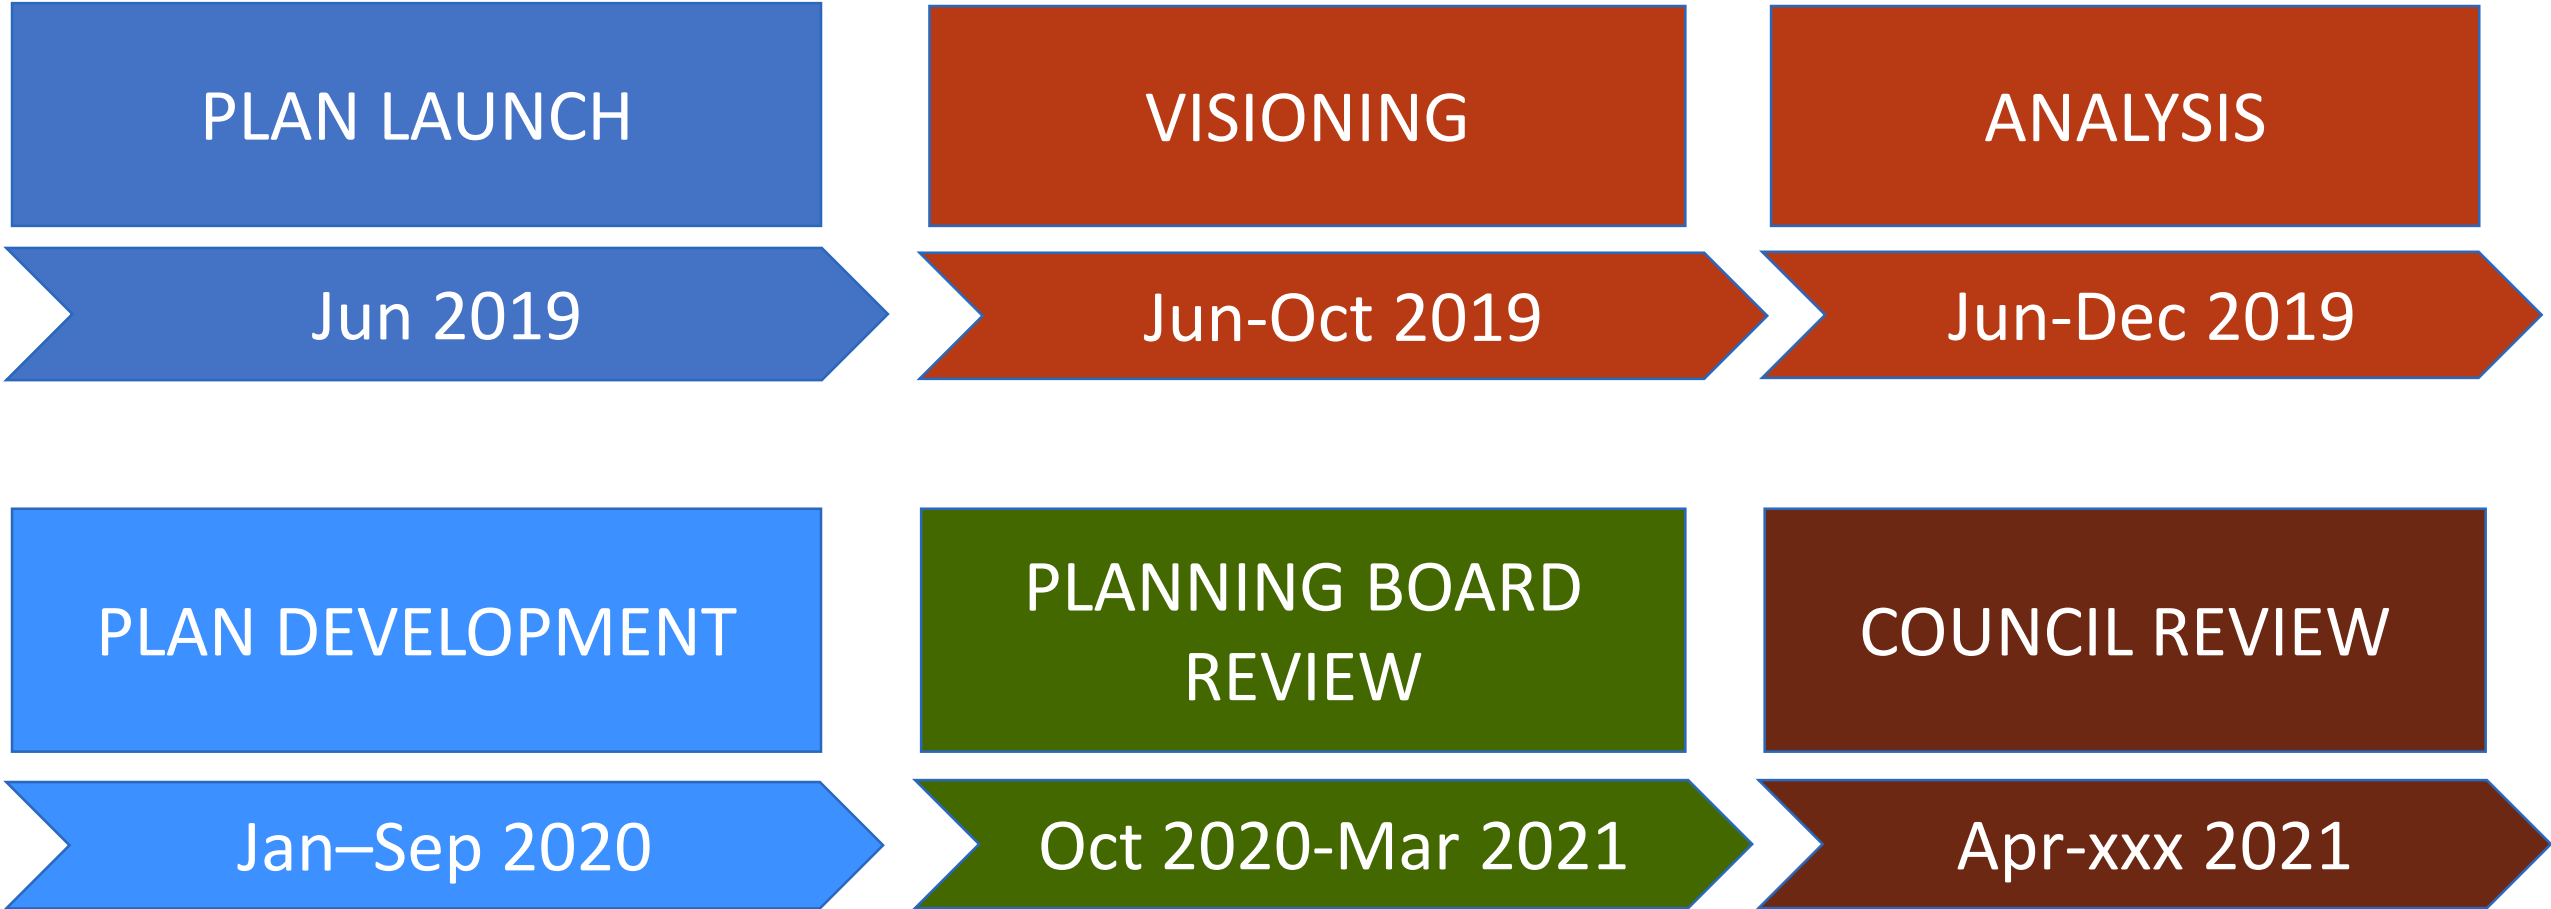 PLAN LAUNCH
VISIONING
ANALYSIS
Jun 2019
Jun-Oct 2019
Jun-Dec 2019
PLAN DEVELOPMENT
PLANNING BOARD
REVIEW
COUNCIL REVIEW
Jan–Sep 2020
Oct 2020-Mar 2021
Apr-xxx 2021